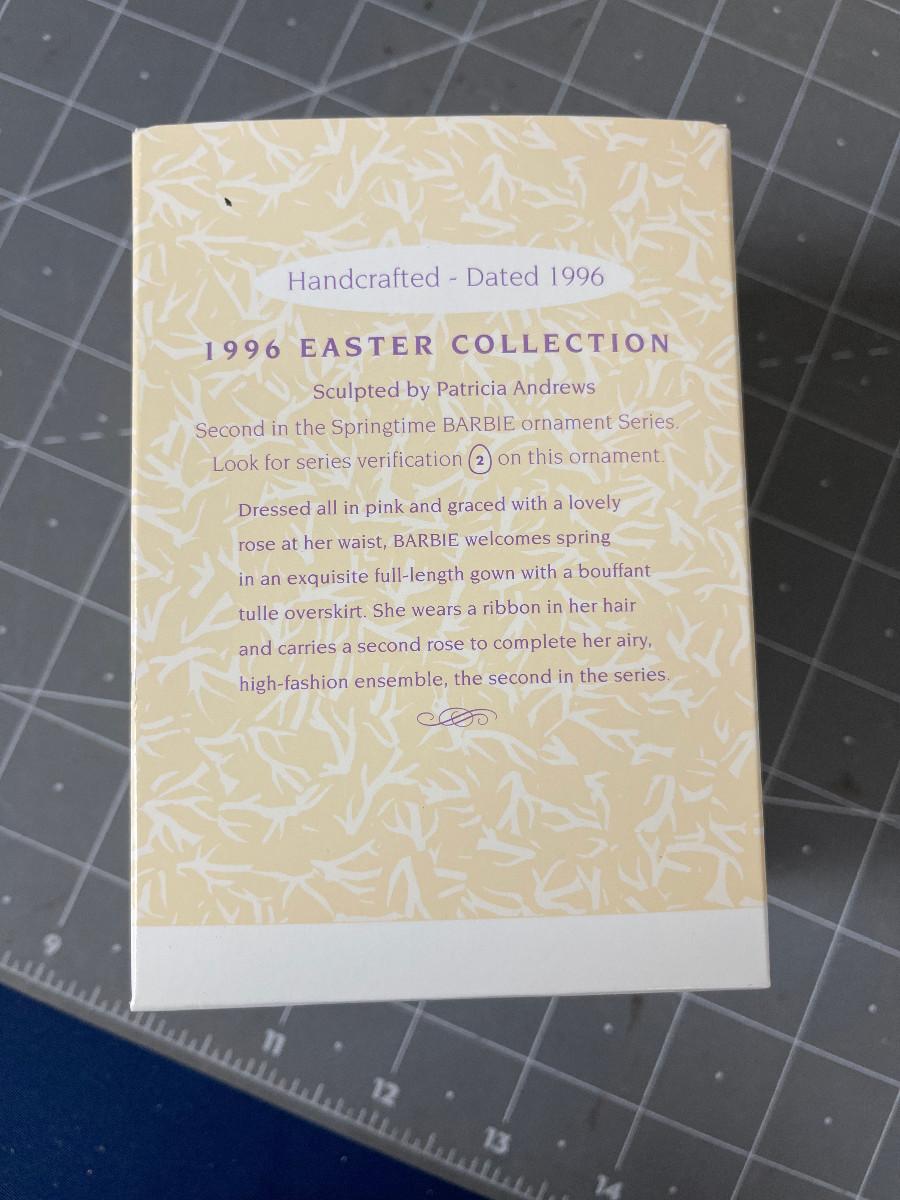 Handcrafted - Dated 1996
1996 EASTER COLLECTION
Sculpted by Patricia Andrews
Second in the Springtime BARBIE ornament Series.
Look for series verification 2 on this ornament.
Dressed all in pink and graced with a lovely
rose at her waist, BARBIE welcomes spring
in an exquisite full-length gown with a bouffant
tulle overskirt. She wears a ribbon in her hair
and carries a second rose to complete her airy,
high-fashion ensemble, the second in the series.
9
11
12
13
14